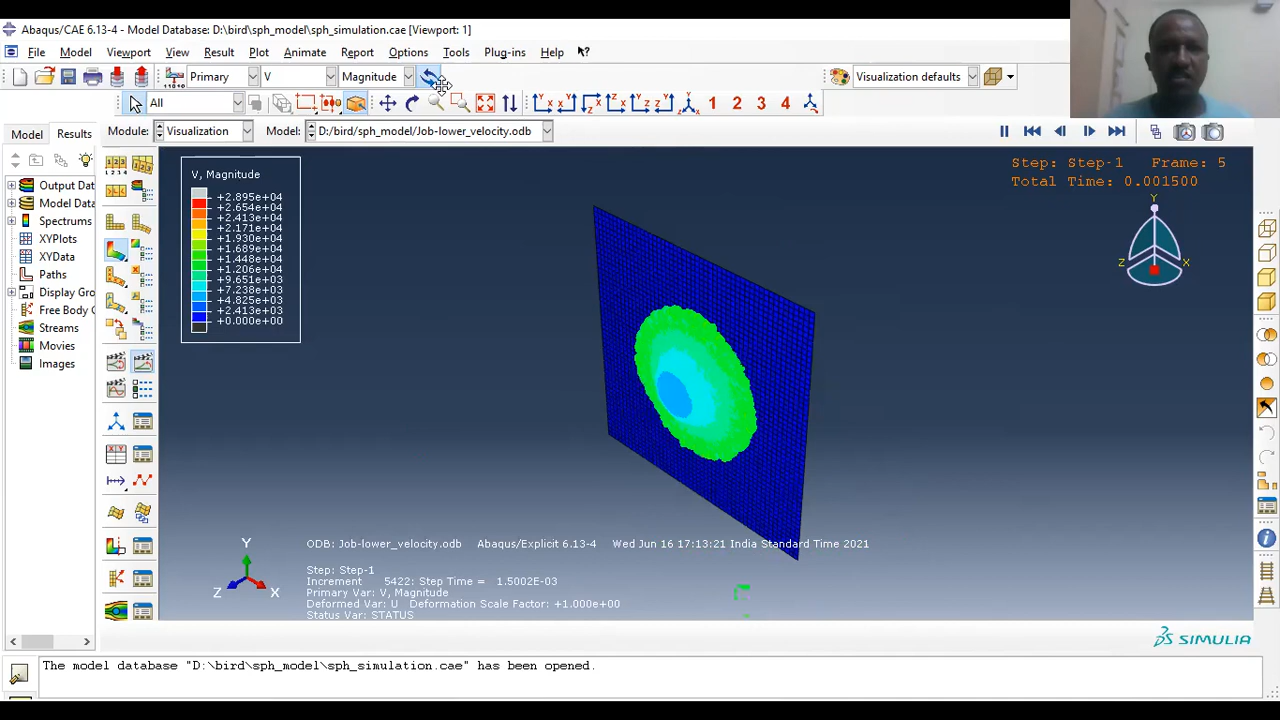 Abaqus/CAE 6.13-4 - Model Database: D:\bird\sph_model\sph_simulation.cae [Viewport: 1]
File Model Viewport View Result Plot Animate Report Options Tools Plug-ins Help
Primary V Magnitude Visualization defaults
All 1 2 3 4
Model Results Module: Visualization Model: D:/bird/sph_model/Job-lower_velocity.odb
Output Dat
Model Data
Spectrums
XYPlots
XYData
Paths
Display Gro
Free Body C
Streams
Movies
Images
V, Magnitude
+2.895e+04
+2.654e+04
+2.413e+04
+2.171e+04
+1.930e+04
+1.689e+04
+1.448e+04
+1.206e+04
+9.651e+03
+7.238e+03
+4.825e+03
+2.413e+03
+0.000e+00
Step: Step-1 Frame: 5
Total Time: 0.001500
Y
Z X
ODB: Job-lower_velocity.odb Abaqus/Explicit 6.13-4 Wed Jun 16 17:13:21 India Standard Time 2021
Step: Step-1
Increment 5422: Step Time = 1.5002E-03
Primary Var: V, Magnitude
Deformed Var: U Deformation Scale Factor: +1.000e+00
Status Var: STATUS
Y
Z X
SIMULIA
The model database "D:\bird\sph_model\sph_simulation.cae" has been opened.